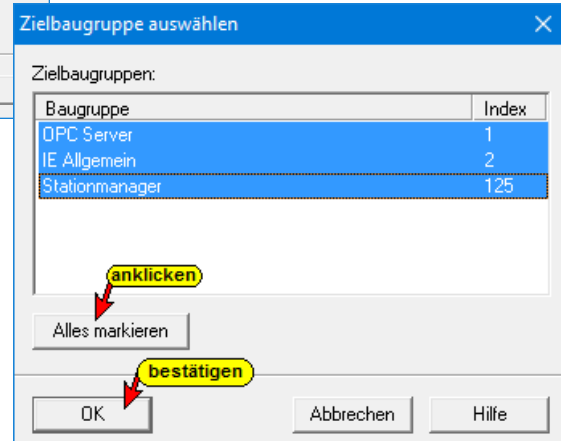 Zielbaugruppe auswählen
Zielbaugruppen:
Baugruppe Index
OPC Server 1
IE Allgemein 2
Stationmanager 125
anklicken
Alles markieren
bestätigen
OK Abbrechen Hilfe